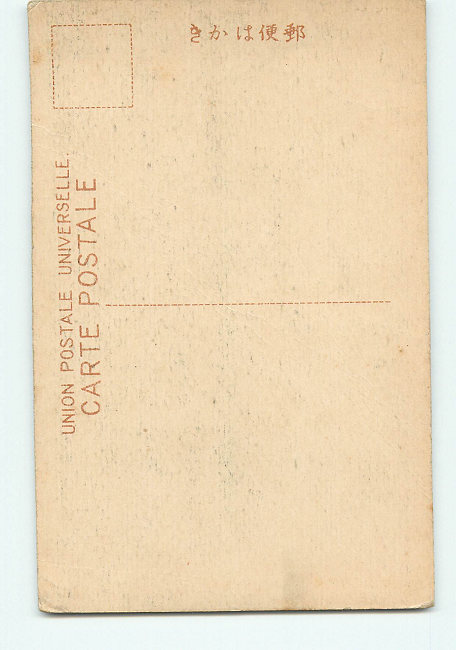 郵便はかき
UNION POSTALE UNIVERSELLE.
CARTE POSTALE